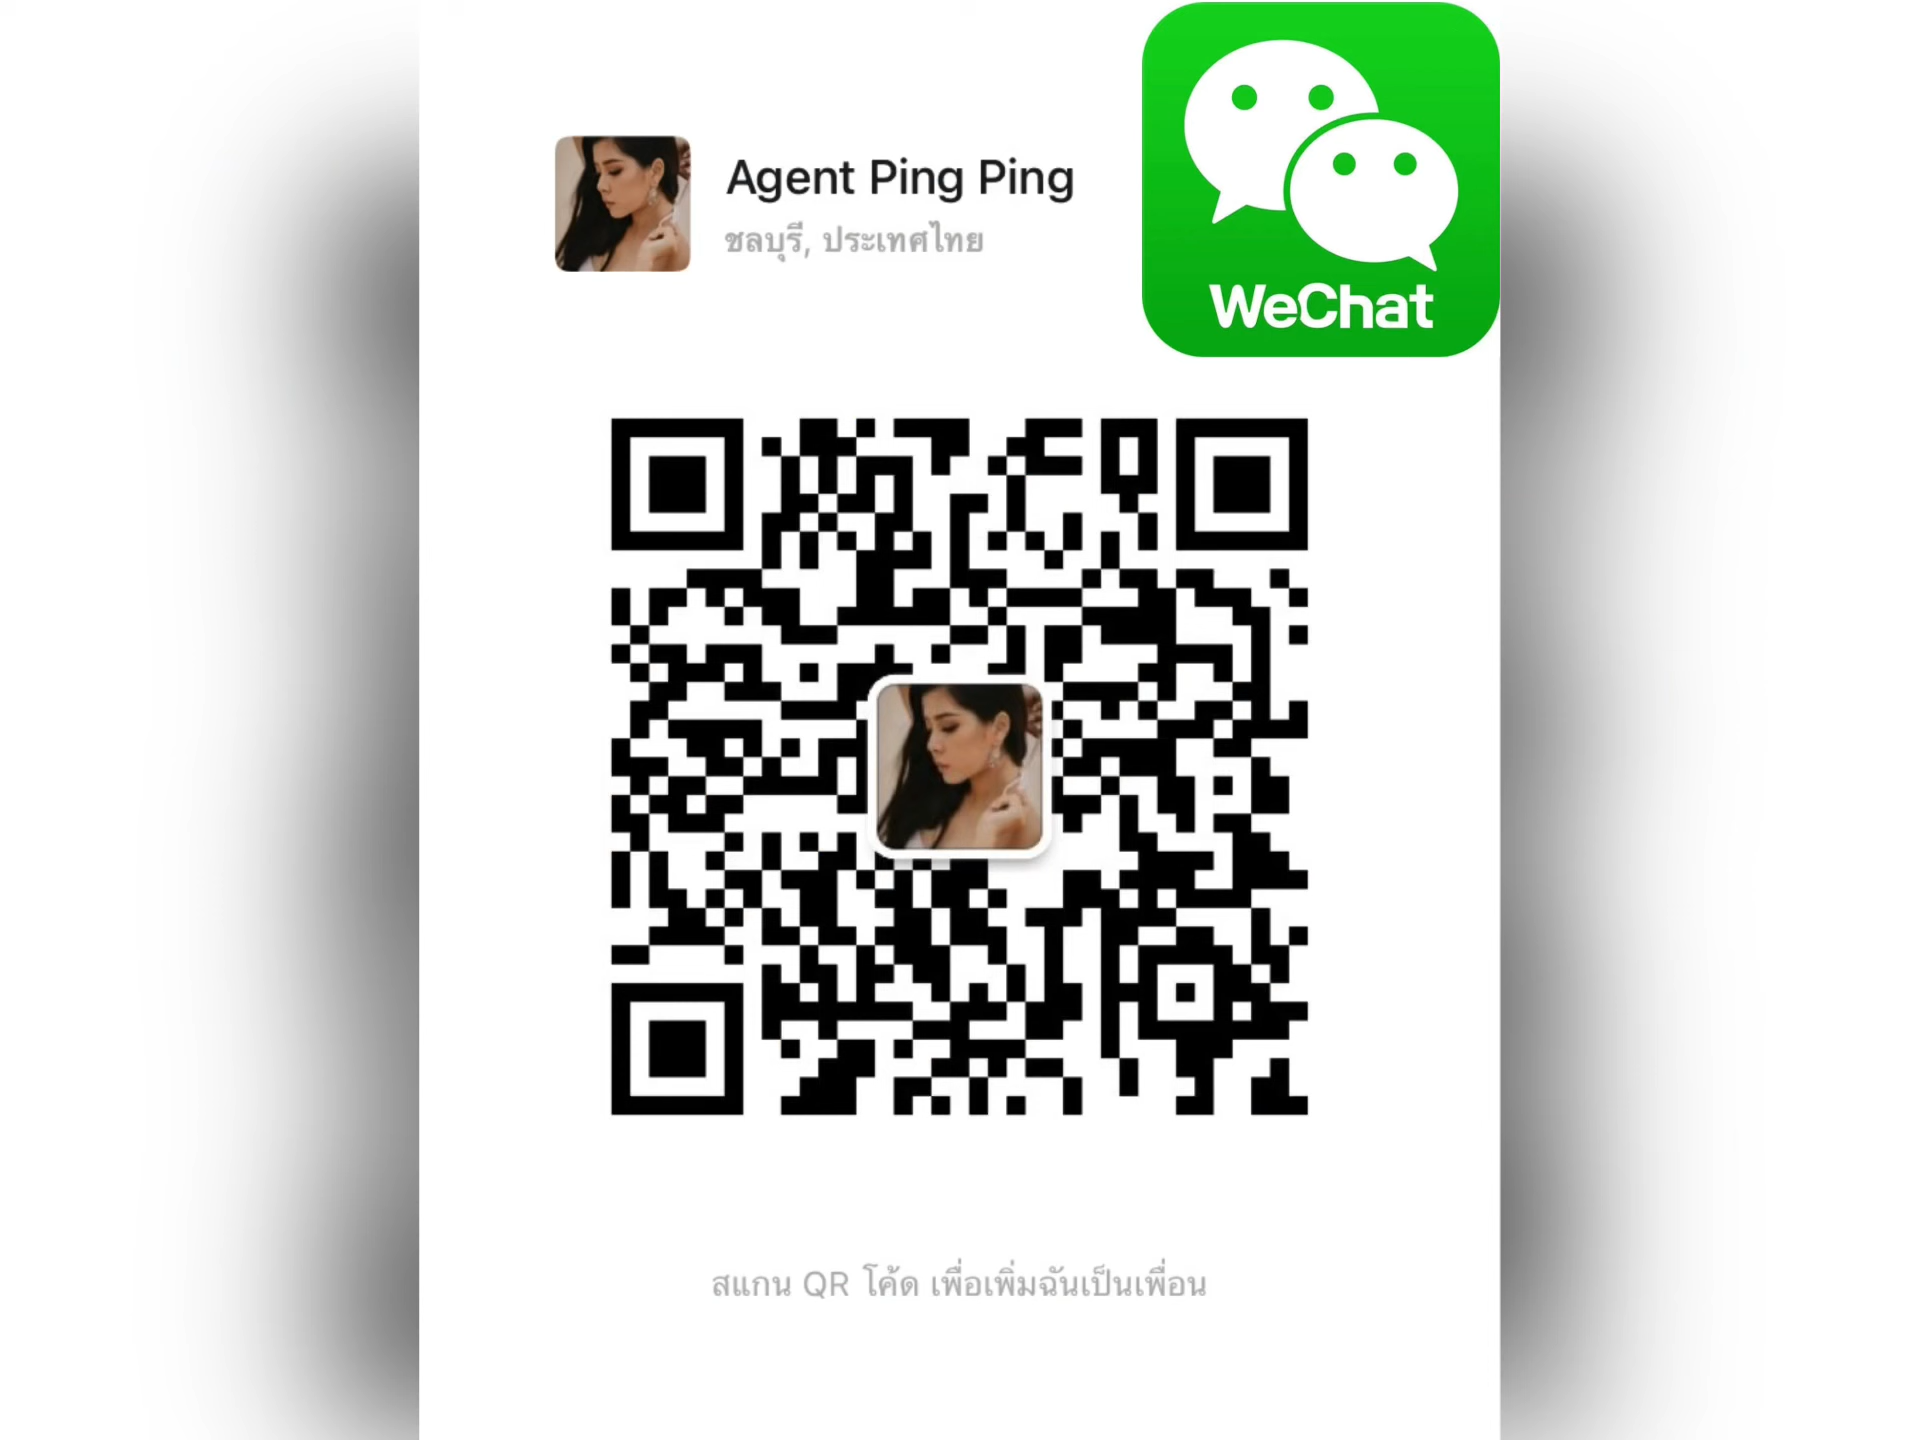 Agent Ping Ping
ชลบุรี, ประเทศไทย
WeChat
สแกน QR โค้ด เพื่อเพิ่มฉันเป็นเพื่อน